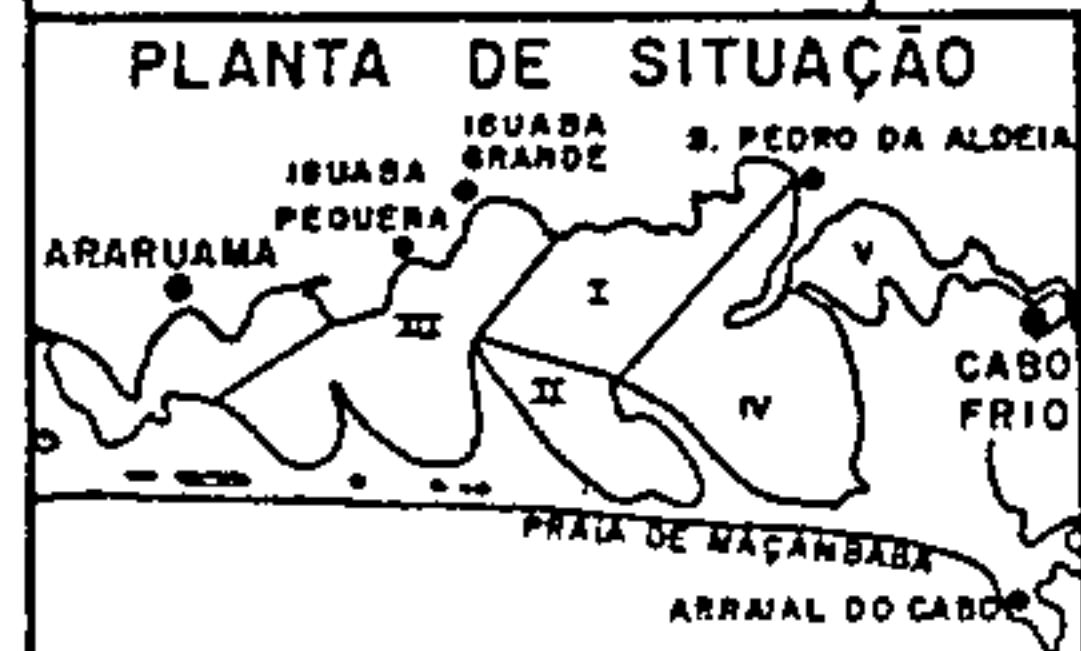 PLANTA DE SITUAÇÃO
IGUABA
GRANDE
S. PEDRO DA ALDEIA
IGUABA
PEQUENA
ARARUAMA
V
I
III
CABO
FRIO
II
IV
PRAIA DE MAÇAMBABA
ARRAIAL DO CABO